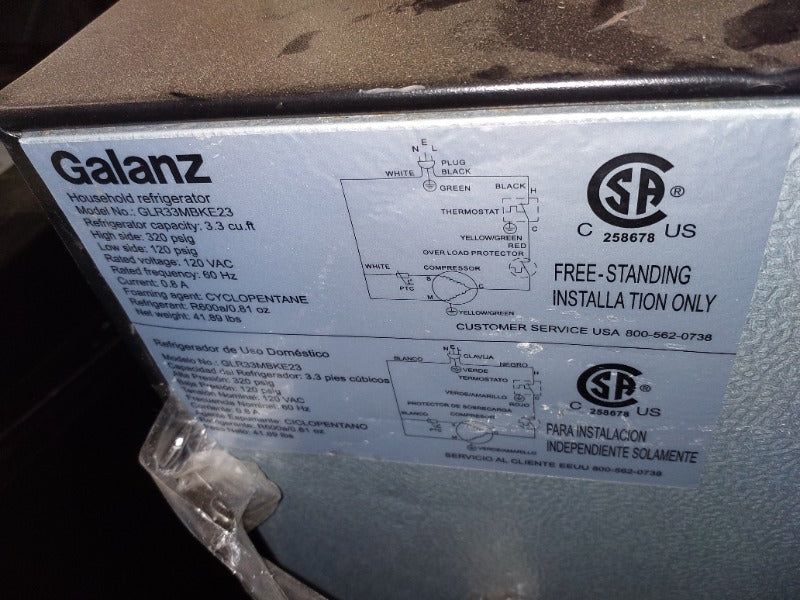 Galanz
Household refrigerator
Model No.: GLR33MBKE23
Refrigerator capacity: 3.3 cu.ft
High side: 320 psig
Low side: 120 psig
Rated voltage: 120 VAC
Rated frequency: 60 Hz
Current: 0.8 A
Foaming agent: CYCLOPENTANE
Refrigerant: R600a/0.81 oz
Net weight: 41.89 lbs
N E L
PLUG
WHITE BLACK
GREEN
BLACK
H
THERMOSTAT
C
YELLOW/GREEN
RED
OVER LOAD PROTECTOR
WHITE
COMPRESSOR
PTC
S
M
C
YELLOW/GREEN
CSA ®
C 258678 US
FREE-STANDING
INSTALLATION ONLY
CUSTOMER SERVICE USA 800-562-0738
Refrigerador de Uso Doméstico
Modelo No.: GLR33MBKE23
Capacidad del Refrigerador: 3.3 pies cúbicos
Alta Presión: 320 psig
Baja Presión: 120 psig
Tensión Nominal: 120 VAC
Frecuencia Nominal: 60 Hz
Corriente: 0.8 A
CICLOPENTANO
R600a/0.81 oz
41.89 lbs
N E L
CLAVIJA
BLANCO NEGRO
VERDE
H
TERMOSTATO
C
VERDE/AMARILLO
ROJO
PROTECTOR DE SOBRECARGA
BLANCO
COMPRESOR
M
VERDE/AMARILLO
CSA ®
C 258678 US
PARA INSTALACION
INDEPENDIENTE SOLAMENTE
SERVICIO AL CLIENTE EEUU 800-562-0738